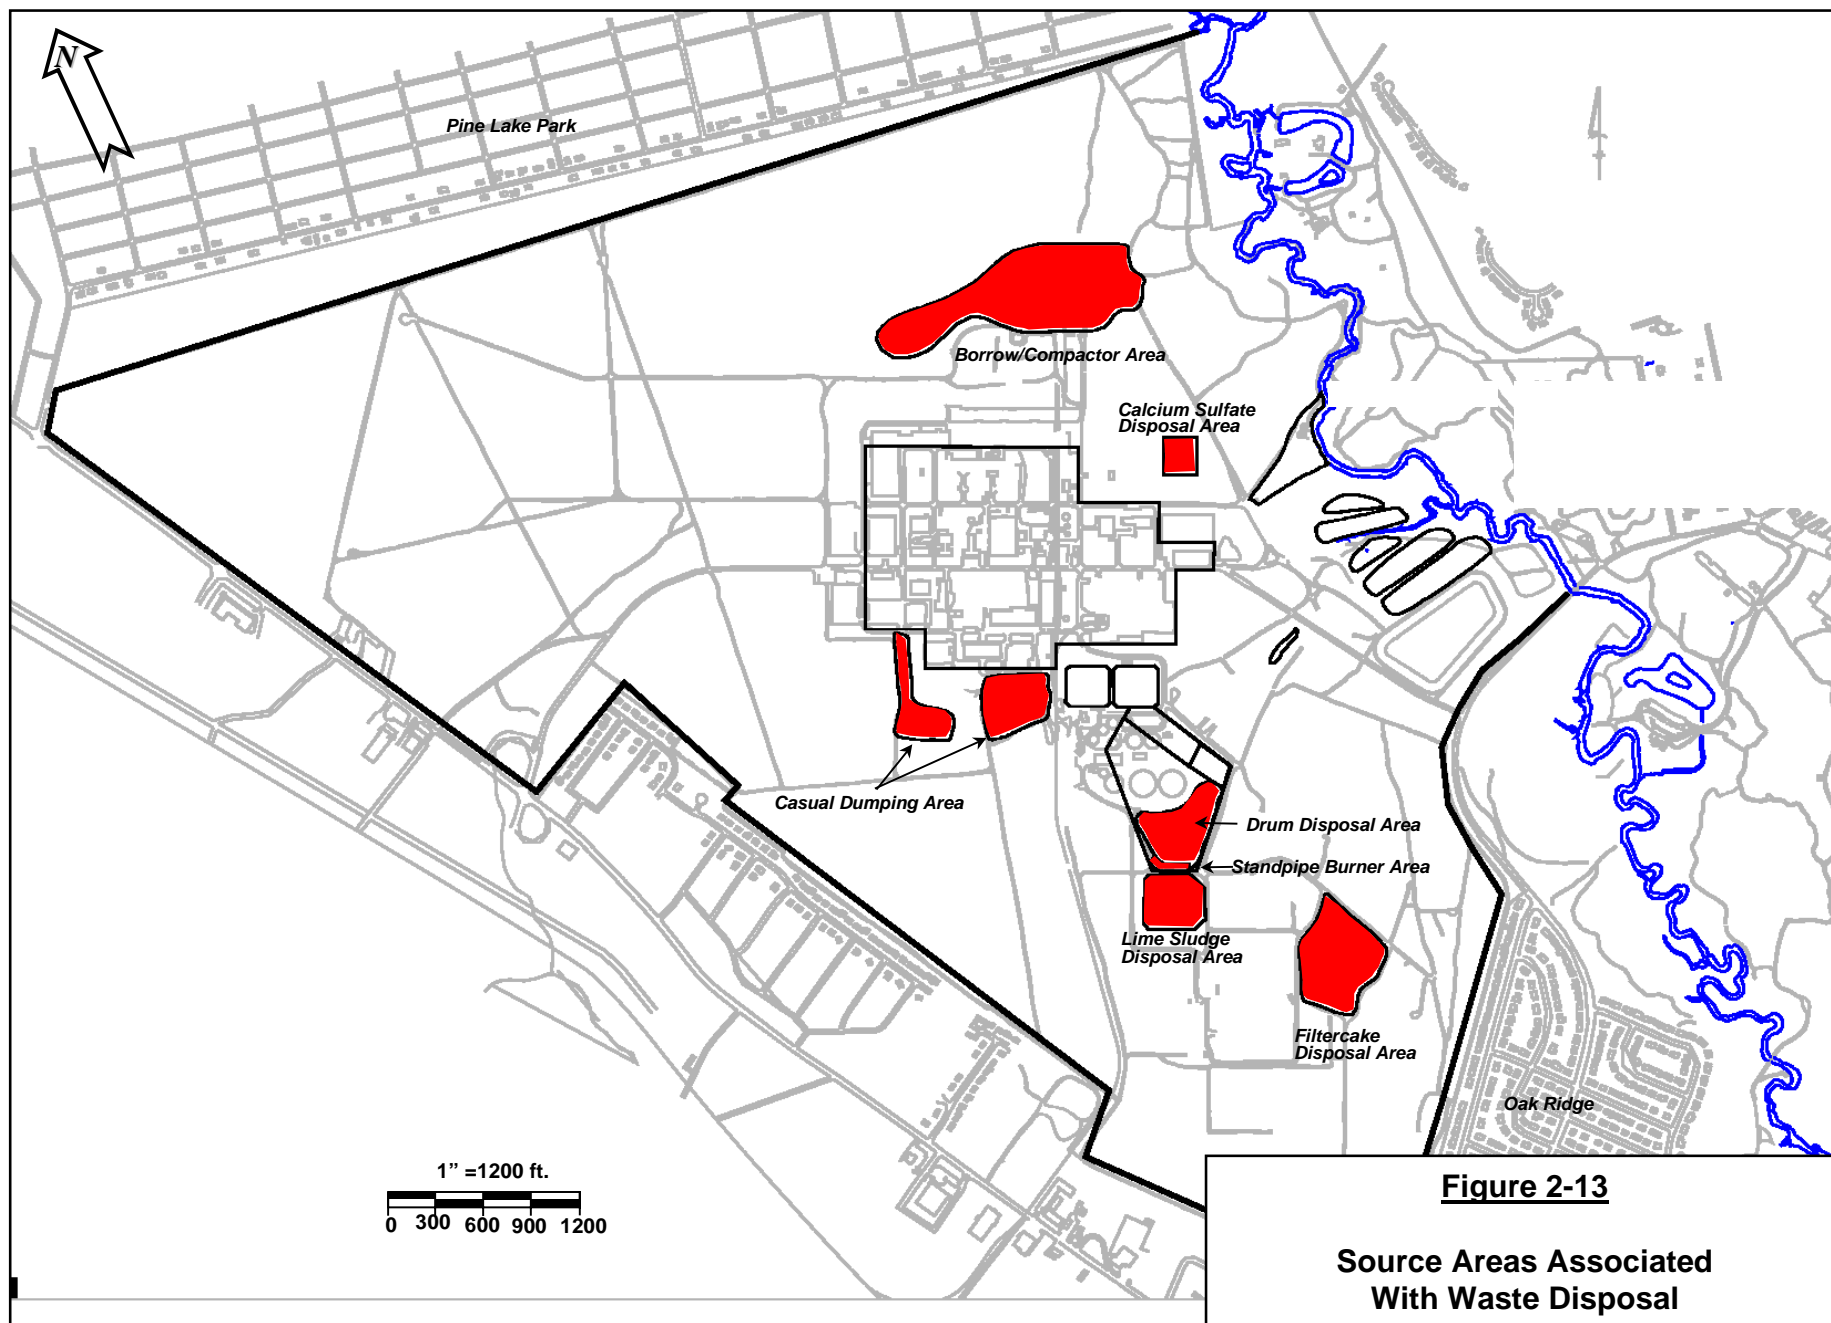 N
Pine Lake Park
Borrow/Compactor Area
Calcium Sulfate
Disposal Area
Casual Dumping Area
Drum Disposal Area
Standpipe Burner Area
Lime Sludge
Disposal Area
Filtercake
Disposal Area
Oak Ridge
1” =1200 ft.
0 300 600 900 1200
Figure 2-13
Source Areas Associated
With Waste Disposal